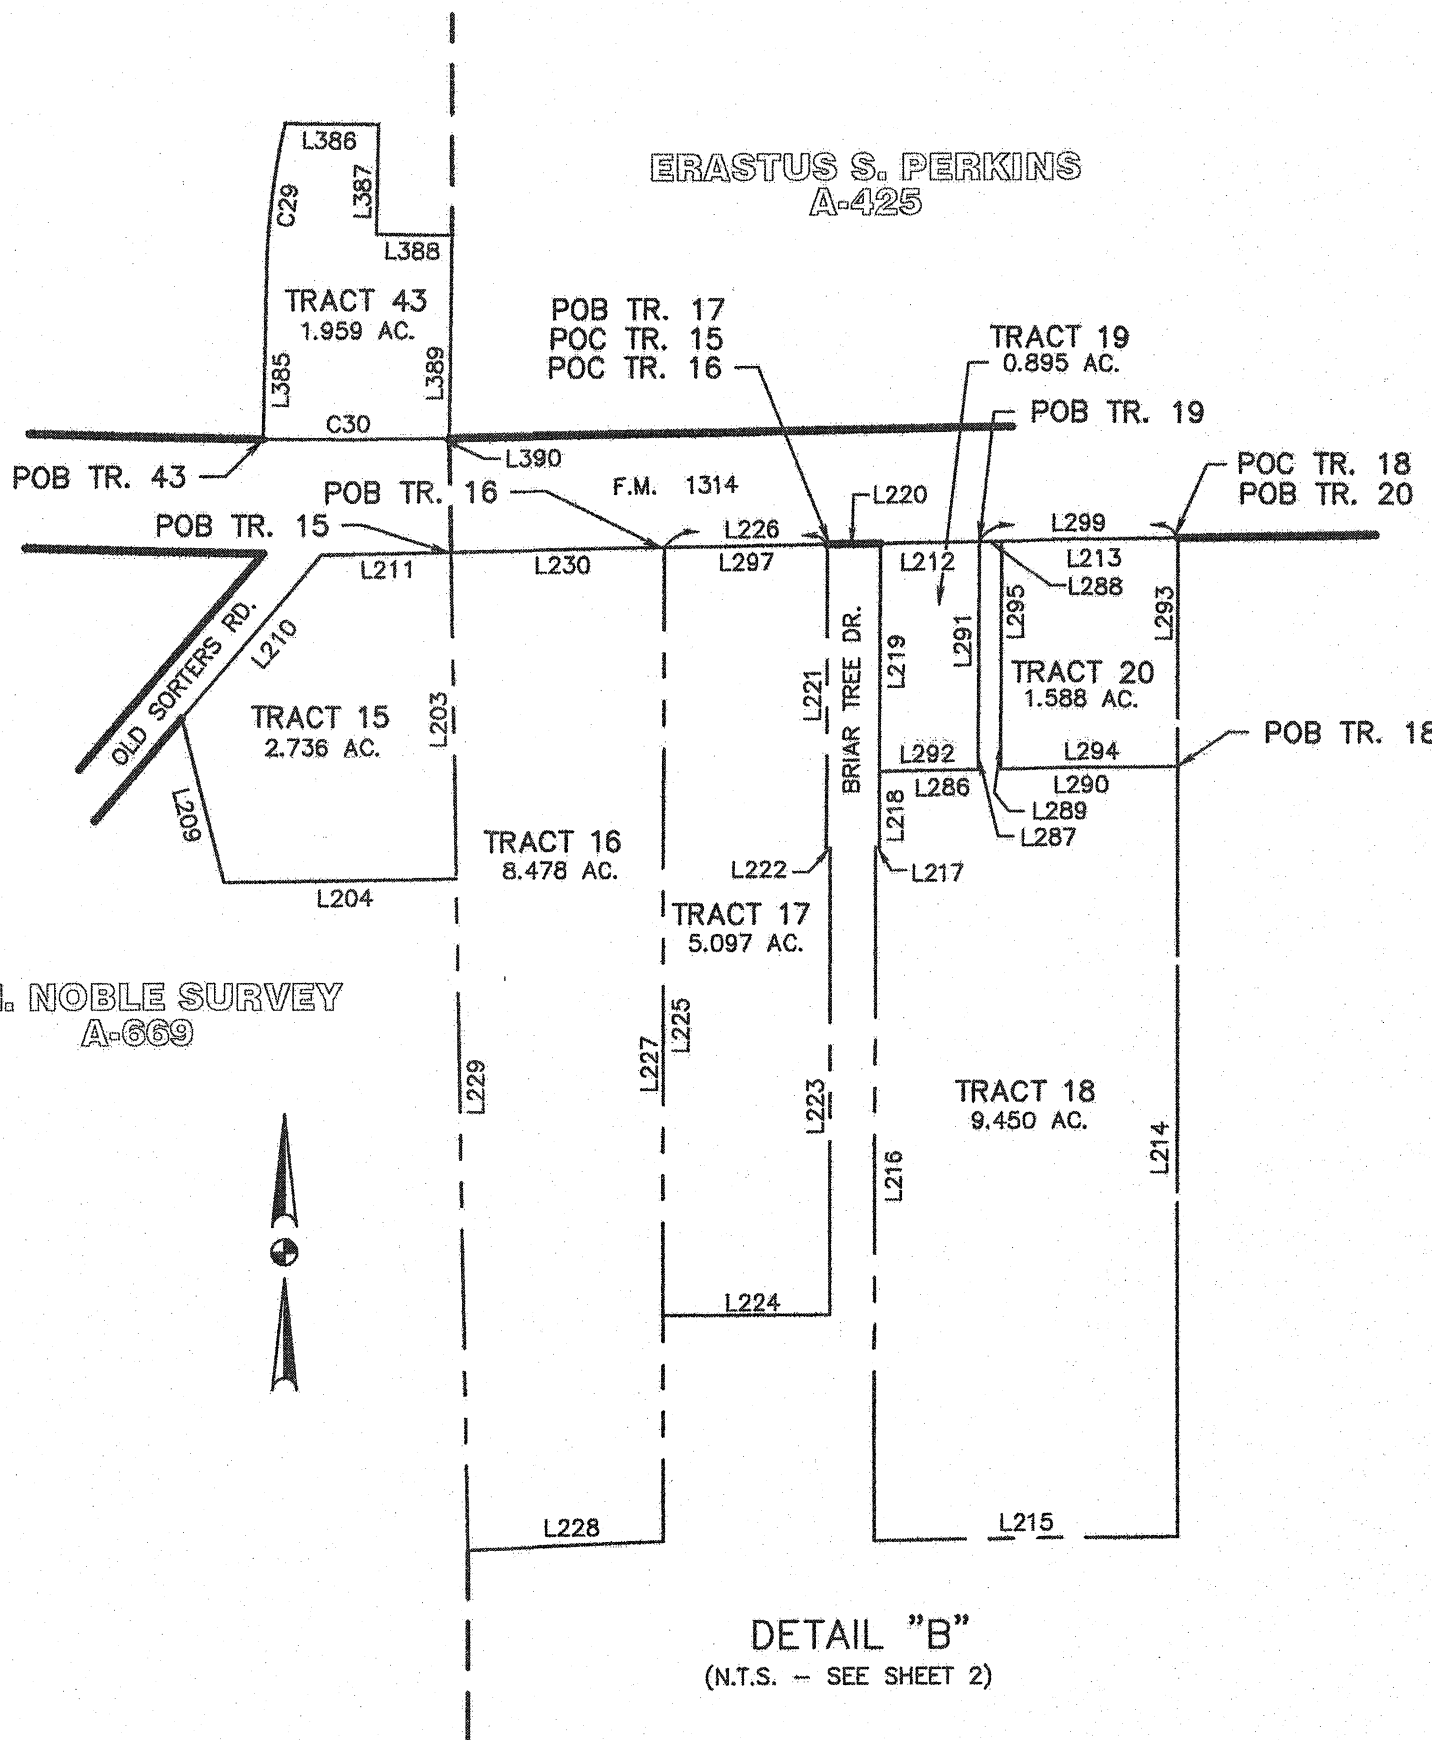 L386
ERASTUS S. PERKINS
A-425
C29
L387
L388
TRACT 43
1.959 AC.
L385
L389
POB TR. 17
POC TR. 15
POC TR. 16
TRACT 19
0.895 AC.
C30
POB TR. 19
L390
POB TR. 43
POB TR. 16
F.M. 1314
L220
POC TR. 18
POB TR. 20
POB TR. 15
L226
L299
L211
L230
L297
L212
L213
L288
OLD SORTERS RD.
L210
L203
L221
BRIAR TREE DR.
L219
L291
L295
L293
TRACT 15
2.736 AC.
TRACT 20
1.588 AC.
POB TR. 18
L292
L294
L286
L290
L209
L218
L289
L287
TRACT 16
8.478 AC.
L222
L217
L204
TRACT 17
5.097 AC.
. NOBLE SURVEY
A-669
L229
L227
L225
L223
TRACT 18
9.450 AC.
L216
L214
L224
L228
L215
DETAIL "B"
(N.T.S. – SEE SHEET 2)